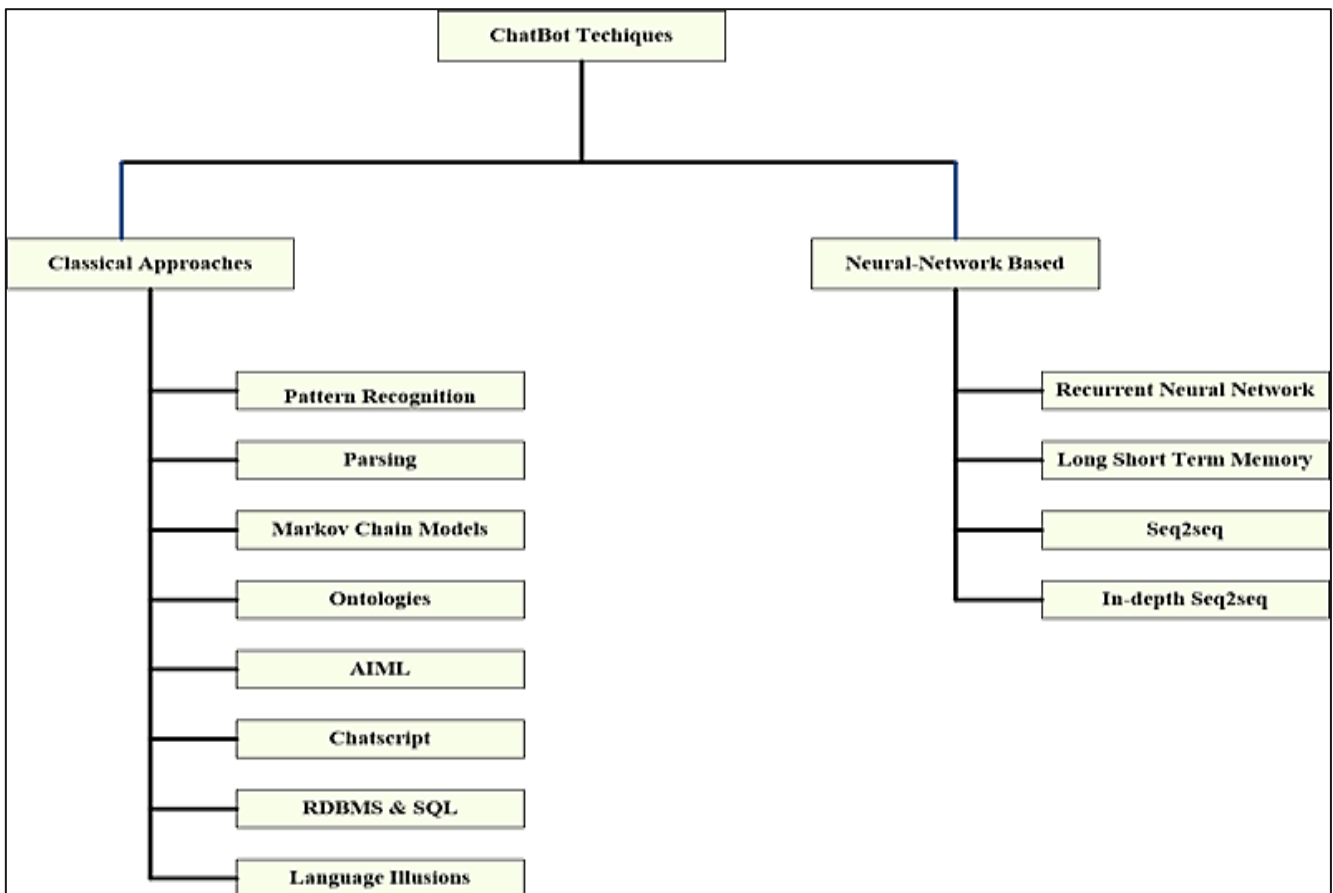 ChatBot Techiques
Classical Approaches
Neural-Network Based
Pattern Recognition
Parsing
Markov Chain Models
Ontologies
AIML
Chatscript
RDBMS & SQL
Language Illusions
Recurrent Neural Network
Long Short Term Memory
Seq2seq
In-depth Seq2seq